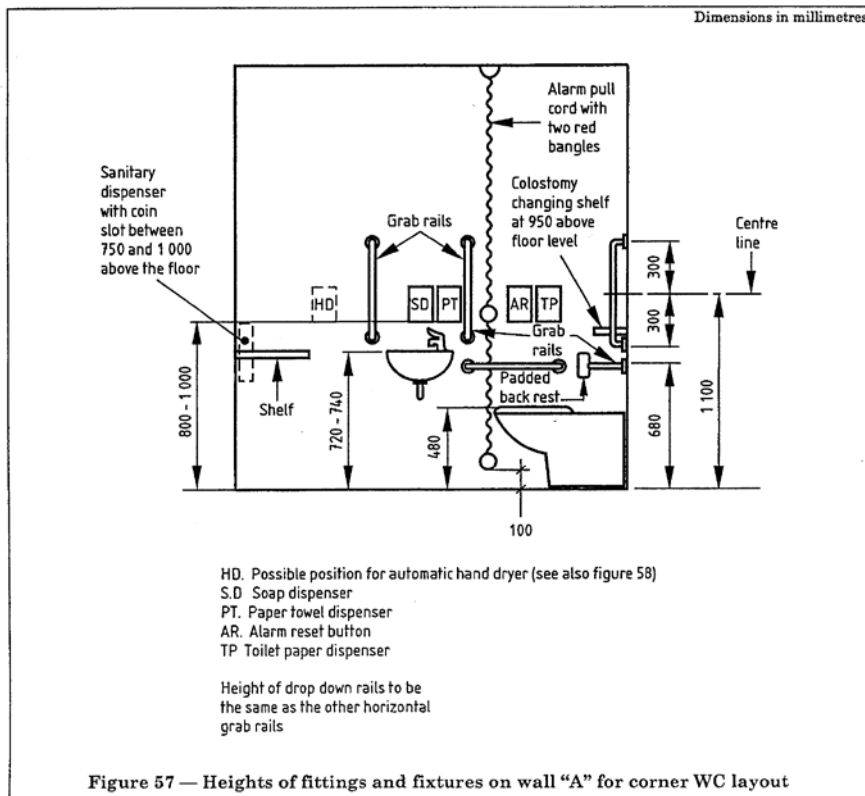 Dimensions in millimetres
Alarm pull
cord with
two red
bangles
Sanitary
dispenser
with coin
slot between
750 and 1 000
above the floor
Colostomy
changing shelf
at 950 above
floor level
Centre
line
Grab rails
300
HD
SD
PT
AR
TP
300
Grab
rails
Padded
back rest
Shelf
800 - 1 000
720 - 740
480
680
1 100
100
HD. Possible position for automatic hand dryer (see also figure 58)
S.D Soap dispenser
PT. Paper towel dispenser
AR. Alarm reset button
TP Toilet paper dispenser
Height of drop down rails to be
the same as the other horizontal
grab rails
Figure 57 — Heights of fittings and fixtures on wall “A” for corner WC layout